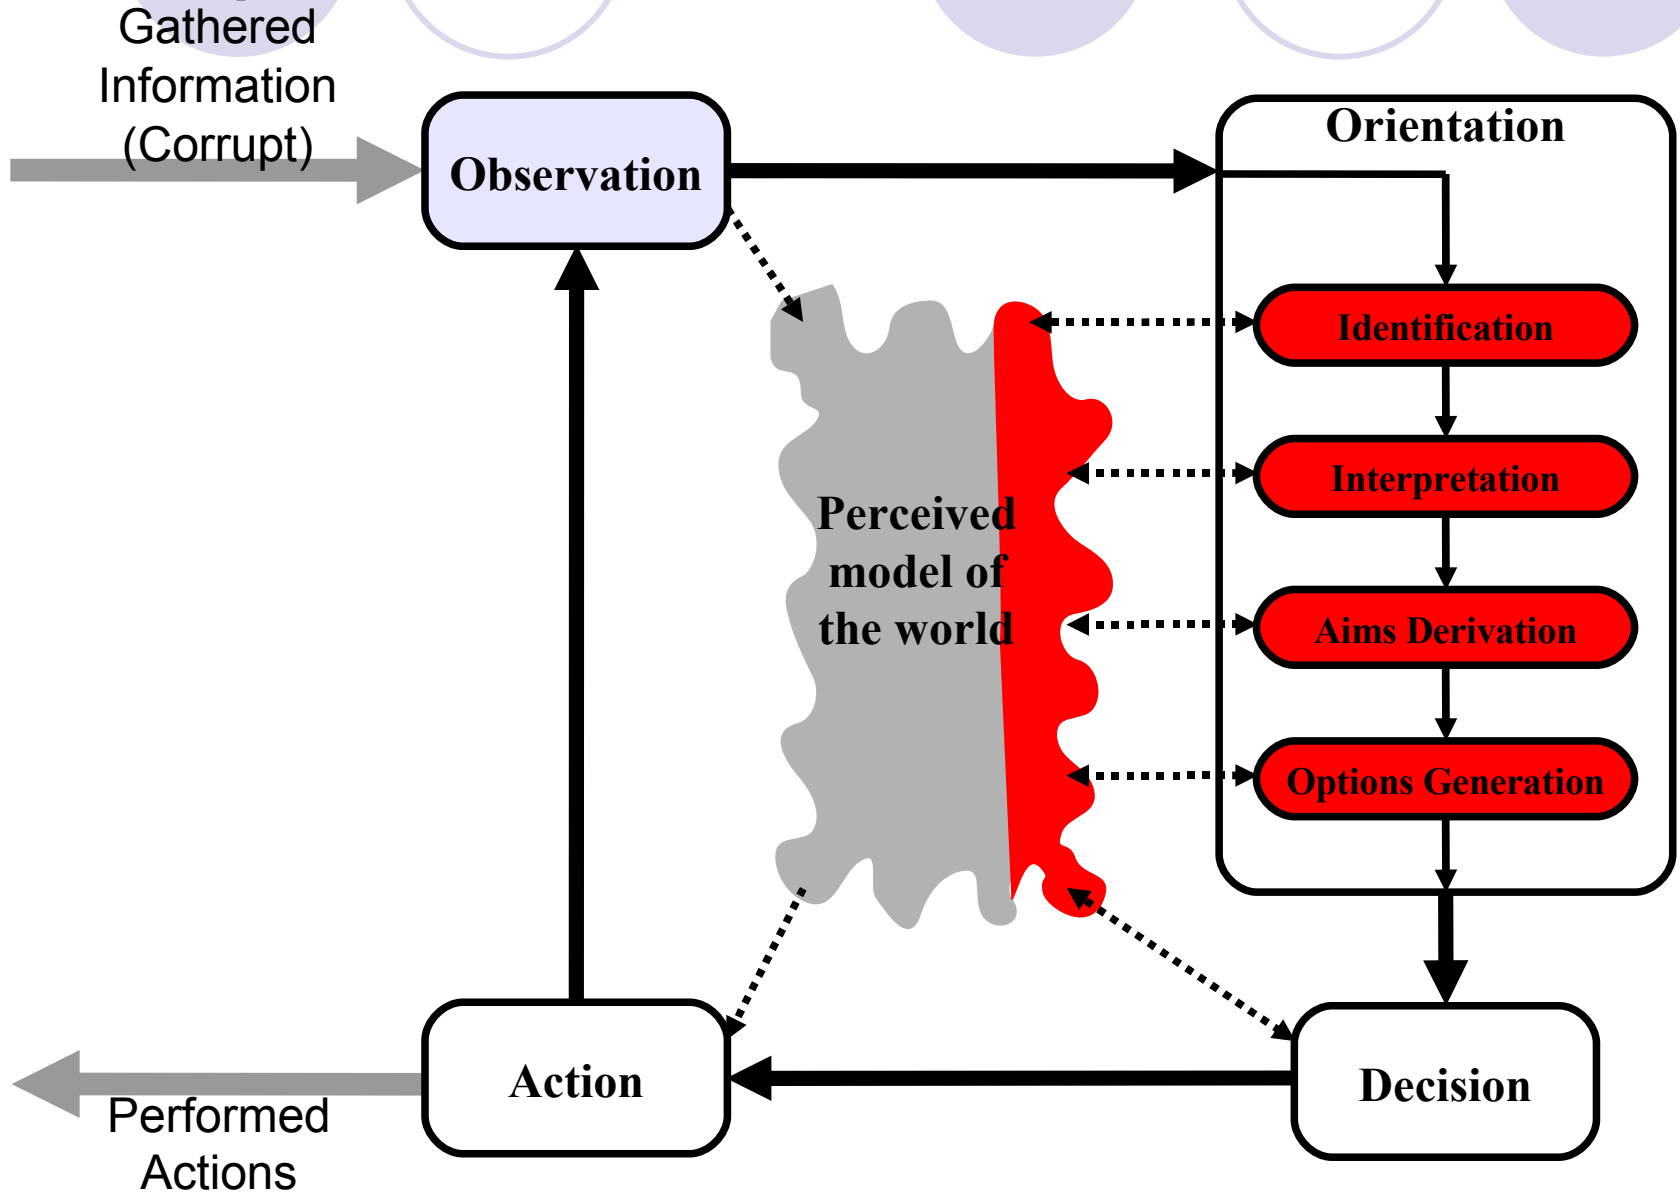 Gathered
Information
(Corrupt)
Observation
Orientation
Identification
Interpretation
Aims Derivation
Options Generation
Perceived
model of
the world
Action
Decision
Performed
Actions